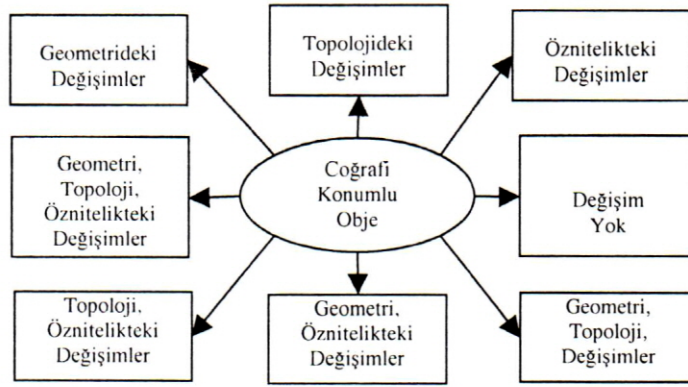 Geometrideki
Değişimler
Topolojideki
Değişimler
Öznitelikteki
Değişimler
Geometri,
Topoloji,
Öznitelikteki
Değişimler
Coğrafi
Konumlu
Obje
Değişim
Yok
Topoloji,
Öznitelikteki
Değişimler
Geometri,
Öznitelikteki
Değişimler
Geometri,
Topoloji,
Değişimler